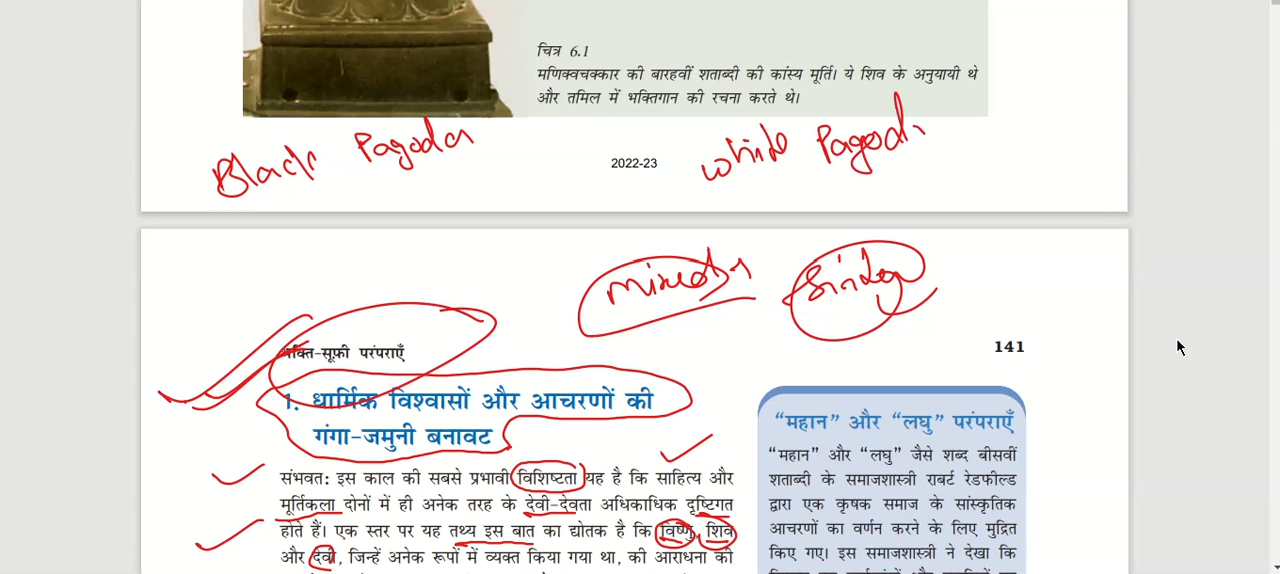 चित्र 6.1
मणिक्वचक्कार की बारहवीं शताब्दी की कांस्य मूर्ति। ये शिव के अनुयायी थे
और तमिल में भक्तिगान की रचना करते थे।
Black Pagoda
White Pagoda
2022-23
भक्ति-सूफ़ी परंपराएँ
141
1. धार्मिक विश्वासों और आचरणों की
गंगा-जमुनी बनावट
संभवत: इस काल की सबसे प्रभावी विशिष्टता यह है कि साहित्य और
मूर्तिकला दोनों में ही अनेक तरह के देवी-देवता अधिकाधिक दृष्टिगत
होते हैं। एक स्तर पर यह तथ्य इस बात का द्योतक है कि विष्णु, शिव
और देवी, जिन्हें अनेक रूपों में व्यक्त किया गया था, की आराधना की
“महान” और “लघु” परंपराएँ
“महान” और “लघु” जैसे शब्द बीसवीं
शताब्दी के समाजशास्त्री राबर्ट रेडफील्ड
द्वारा एक कृषक समाज के सांस्कृतिक
आचरणों का वर्णन करने के लिए मुद्रित
किए गए। इस समाजशास्त्री ने देखा कि